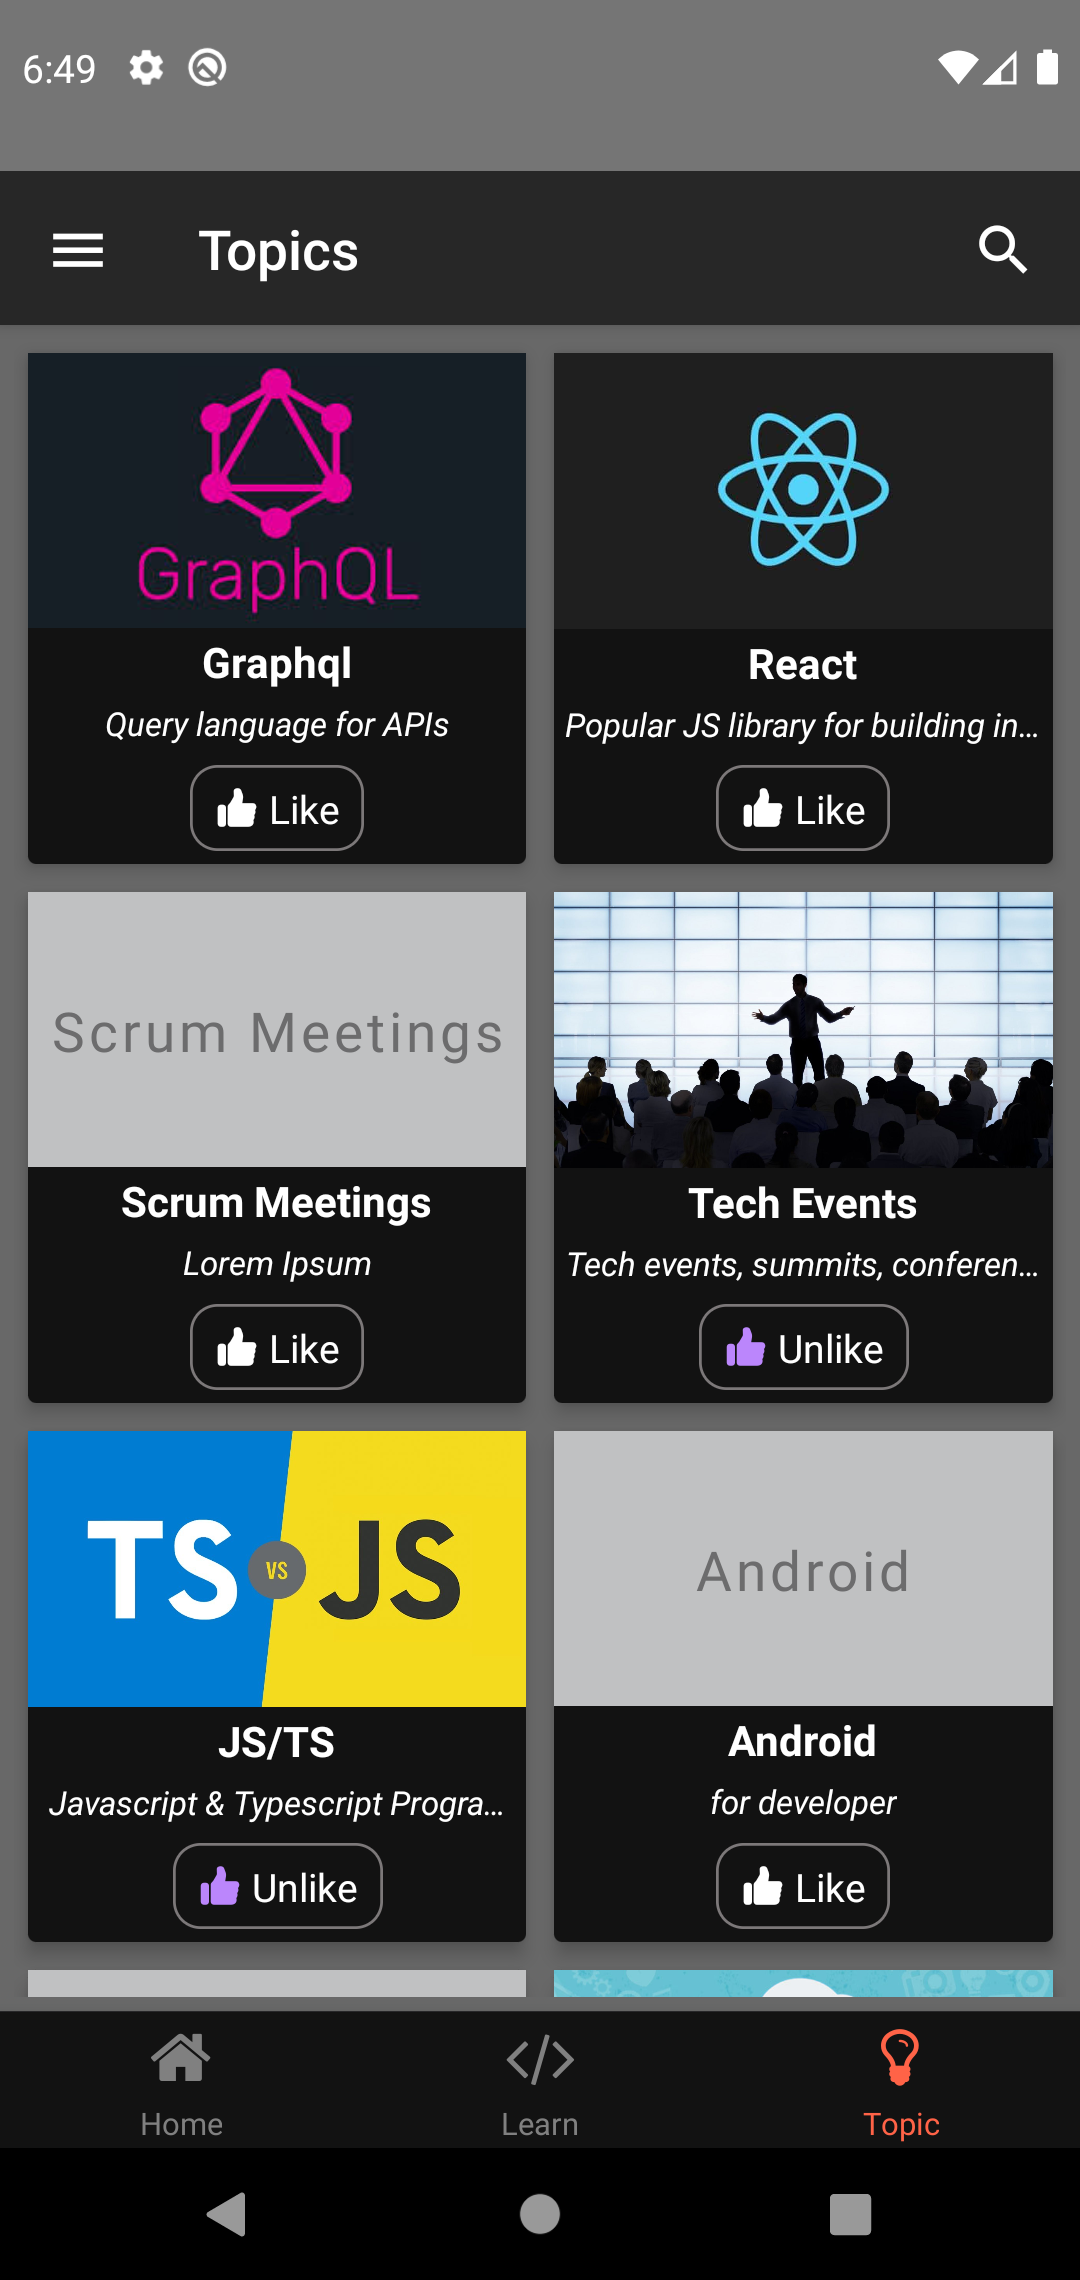 6:49
Topics
GraphQL
Graphql
Query language for APIs
Like
React
Popular JS library for building in...
Like
Scrum Meetings
Scrum Meetings
Lorem Ipsum
Like
Tech Events
Tech events, summits, conferen...
Unlike
TS VS JS
JS/TS
Javascript & Typescript Progra...
Unlike
Android
Android
for developer
Like
Home
Learn
Topic